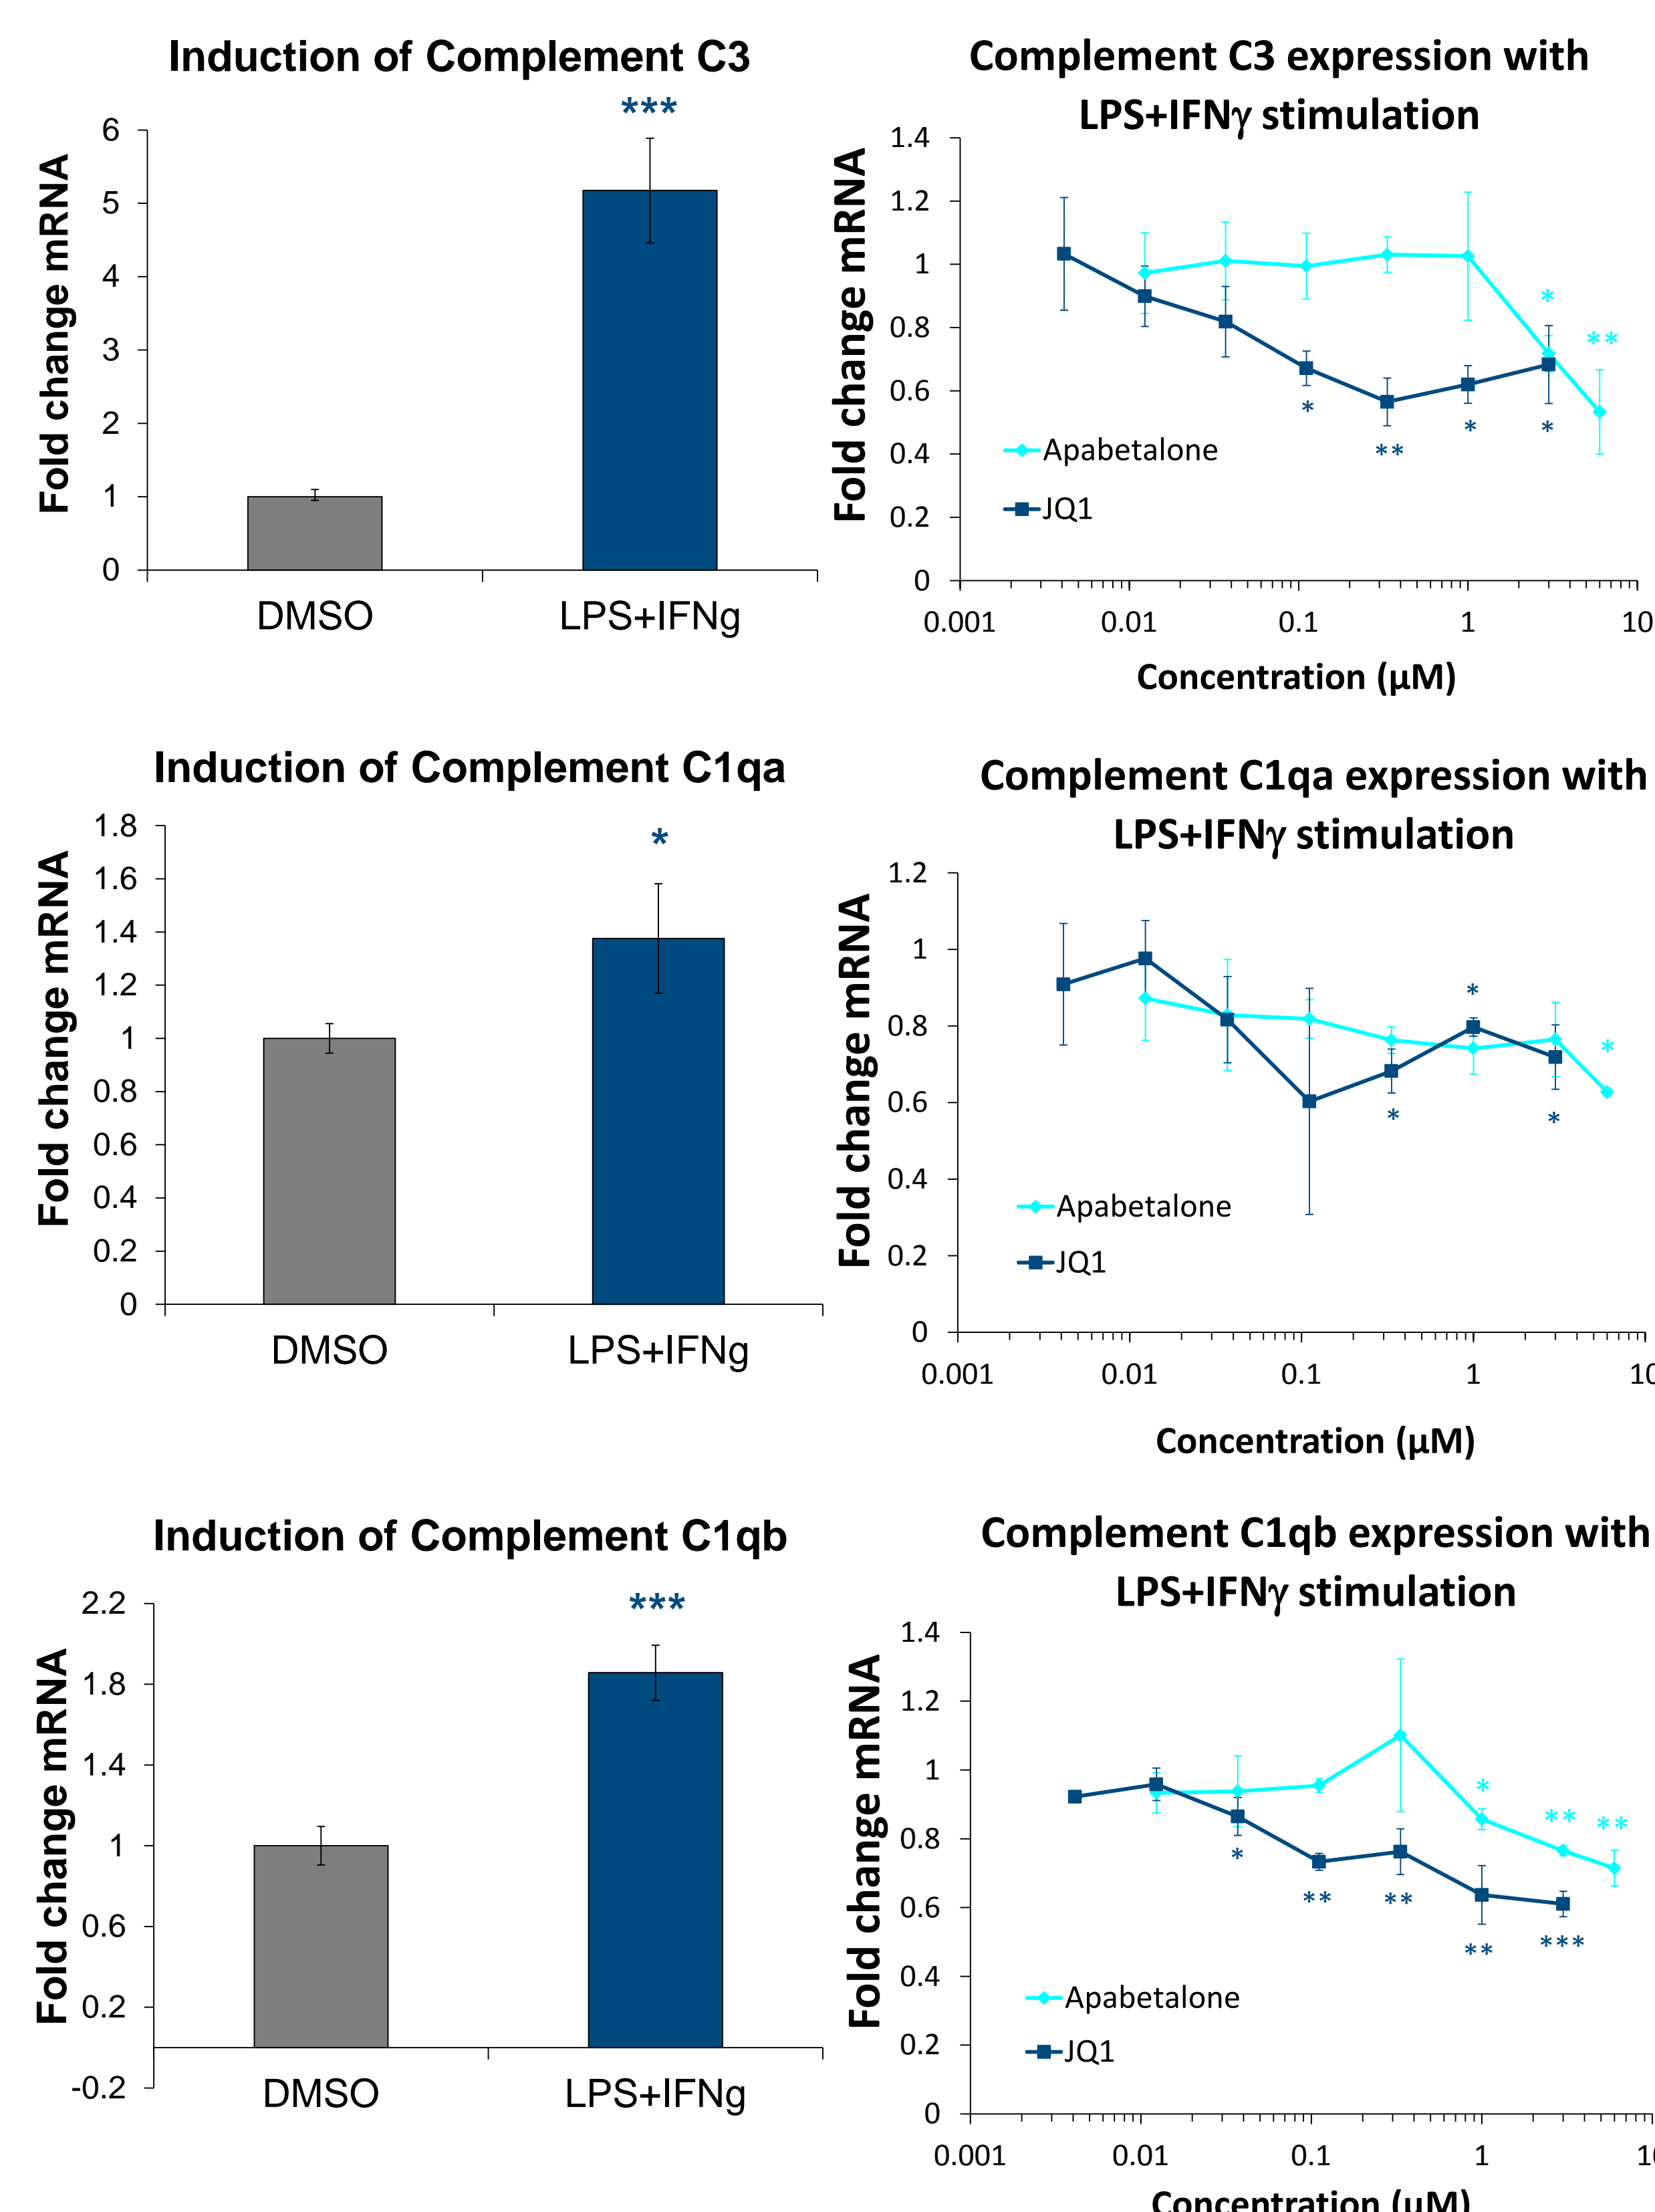 Induction of Complement C3
***
Fold change mRNA
6
5
4
3
2
1
0
DMSO
LPS+IFNg
Complement C3 expression with
LPS+IFNγ stimulation
Fold change mRNA
1.4
1.2
1
0.8
0.6
0.4
0.2
0
*
**
*
**
*
*
Apabetalone
JQ1
0.001
0.01
0.1
1
10
Concentration (µM)
Induction of Complement C1qa
*
Fold change mRNA
1.8
1.6
1.4
1.2
1
0.8
0.6
0.4
0.2
0
DMSO
LPS+IFNg
Complement C1qa expression with
LPS+IFNγ stimulation
Fold change mRNA
1.2
1
0.8
0.6
0.4
0.2
0
*
*
*
*
Apabetalone
JQ1
0.001
0.01
0.1
1
10
Concentration (µM)
Induction of Complement C1qb
***
Fold change mRNA
2.2
1.8
1.4
1
0.6
0.2
-0.2
DMSO
LPS+IFNg
Complement C1qb expression with
LPS+IFNγ stimulation
Fold change mRNA
1.4
1.2
1
0.8
0.6
0.4
0.2
0
*
**
**
*
**
**
**
***
Apabetalone
JQ1
0.001
0.01
0.1
1
10
Concentration (µM)